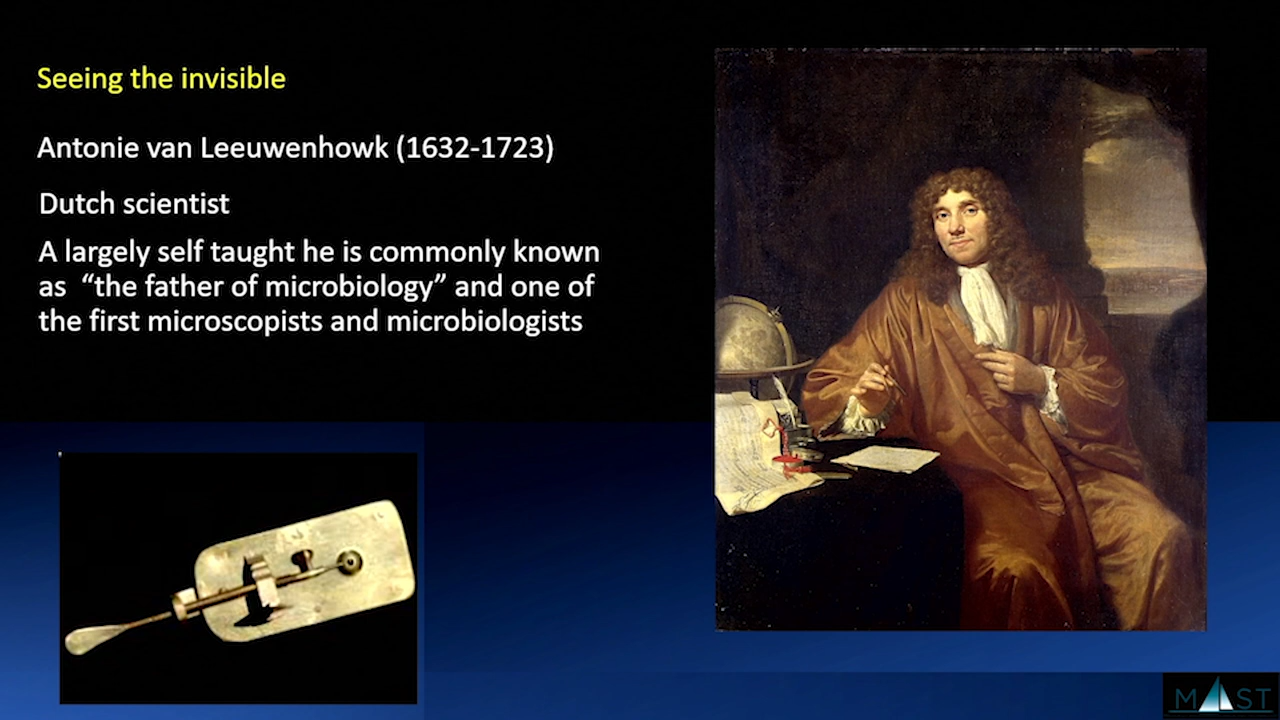 Seeing the invisible
Antonie van Leeuwenhowk (1632-1723)
Dutch scientist
A largely self taught he is commonly known
as “the father of microbiology” and one of
the first microscopists and microbiologists
MAST